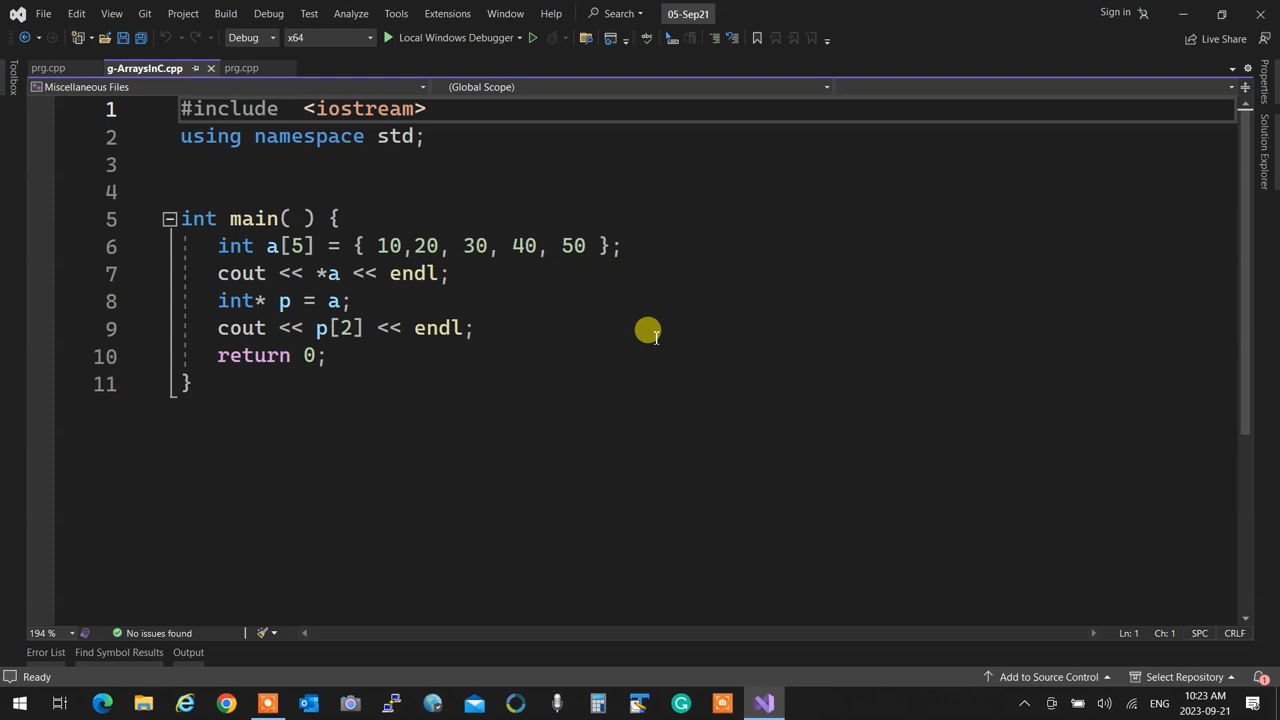 File Edit View Git Project Build Debug Test Analyze Tools Extensions Window Help Search 05-Sep21 Sign in
Debug x64 Local Windows Debugger Live Share
prg.cpp g-ArraysInC.cpp prg.cpp
Toolbox
Miscellaneous Files (Global Scope)
Properties
Solution Explorer
1 #include  <iostream>
2 using namespace std;
3
4
5 int main( ) {
6 int a[5] = { 10,20, 30, 40, 50 };
7 cout << *a << endl;
8 int* p = a;
9 cout << p[2] << endl;
10 return 0;
11 }
194 % No issues found Ln: 1 Ch: 1 SPC CRLF
Error List Find Symbol Results Output
Ready Add to Source Control Select Repository 1
ENG 10:23 AM
2023-09-21